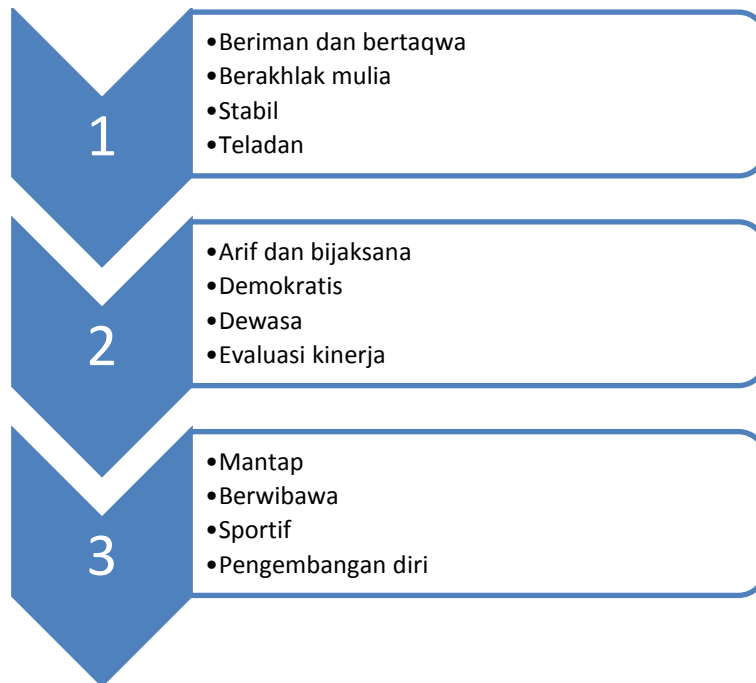 1
•Beriman dan bertaqwa
•Berakhlak mulia
•Stabil
•Teladan
2
•Arif dan bijaksana
•Demokratis
•Dewasa
•Evaluasi kinerja
3
•Mantap
•Berwibawa
•Sportif
•Pengembangan diri